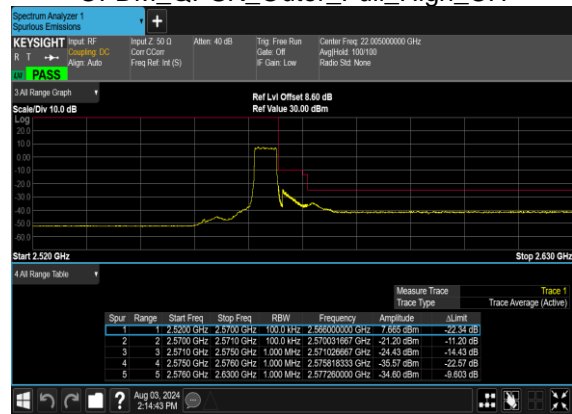 Spectrum Analyzer 1
Spurious Emissions
+
KEYSIGHT Input: RF Input Z: 50 Ω Atten: 40 dB Trig: Free Run Center Freq: 22.005000000 GHz
R T Coupling: DC Corr CCorr Gate: Off Avg|Hold: 100/100
Align: Auto Freq Ref: Int (S) IF Gain: Low Radio Std: None
LW PASS
3 All Range Graph
Ref Lvl Offset 8.60 dB
Scale/Div 10.0 dB Ref Value 30.00 dBm
Log
20.0
10.0
0.00
-10.0
-20.0
-30.0
-40.0
-50.0
-60.0
Start 2.520 GHz Stop 2.630 GHz
4 All Range Table
Measure Trace Trace 1
Trace Type Trace Average (Active)
Spur Range Start Freq Stop Freq RBW Frequency Amplitude ΔLimit
1 1 2.5200 GHz 2.5700 GHz 100.0 kHz 2.566000000 GHz 7.665 dBm -22.34 dB
2 2 2.5700 GHz 2.5710 GHz 100.0 kHz 2.570031667 GHz -21.20 dBm -11.20 dB
3 3 2.5710 GHz 2.5750 GHz 1.000 MHz 2.571026667 GHz -24.43 dBm -14.43 dB
4 4 2.5750 GHz 2.5760 GHz 1.000 MHz 2.575818333 GHz -35.57 dBm -22.57 dB
5 5 2.5760 GHz 2.6300 GHz 1.000 MHz 2.577260000 GHz -34.60 dBm -9.603 dB
? Aug 03, 2024
2:14:43 PM